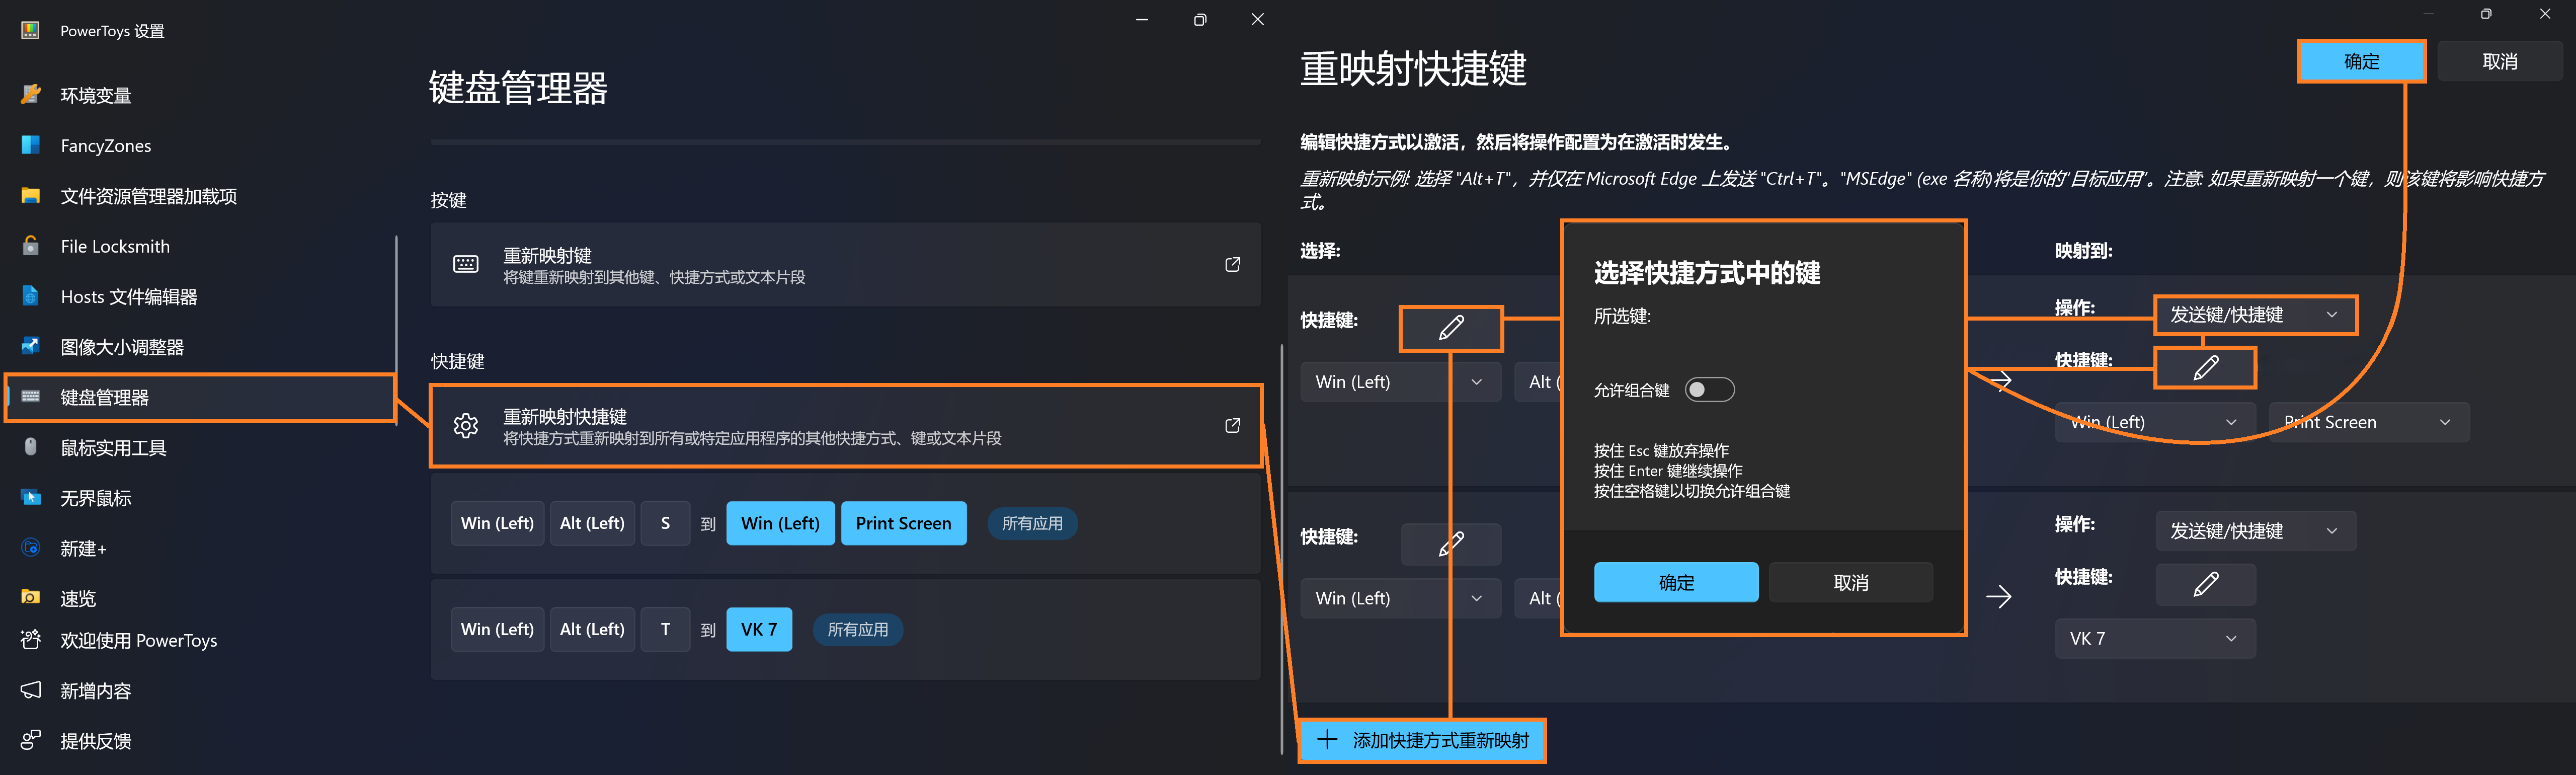 PowerToys 设置
环境变量
FancyZones
文件资源管理器加载项
File Locksmith
Hosts 文件编辑器
图像大小调整器
键盘管理器
鼠标实用工具
无界鼠标
新建+
速览
欢迎使用 PowerToys
新增内容
提供反馈
键盘管理器
按键
重新映射键
将键重新映射到其他键、快捷方式或文本片段
快捷键
重新映射快捷键
将快捷方式重新映射到所有或特定应用程序的其他快捷方式、键或文本片段
Win (Left) Alt (Left) S 到 Win (Left) Print Screen 所有应用
Win (Left) Alt (Left) T 到 VK 7 所有应用
重映射快捷键
确定 取消
编辑快捷方式以激活，然后将操作配置为在激活时发生。
重新映射示例: 选择 "Alt+T"，并仅在 Microsoft Edge 上发送 "Ctrl+T"。"MSEdge" (exe 名称)将是你的“目标应用”。注意: 如果重新映射一个键，则该键将影响快捷方
式。
选择: 映射到:
快捷键: 操作: 发送键/快捷键
快捷键:
Win (Left) Alt (
Win (Left) Print Screen
快捷键: 操作: 发送键/快捷键
快捷键:
Win (Left) Alt (
VK 7
选择快捷方式中的键
所选键:
允许组合键
按住 Esc 键放弃操作
按住 Enter 键继续操作
按住空格键以切换允许组合键
确定 取消
添加快捷方式重新映射